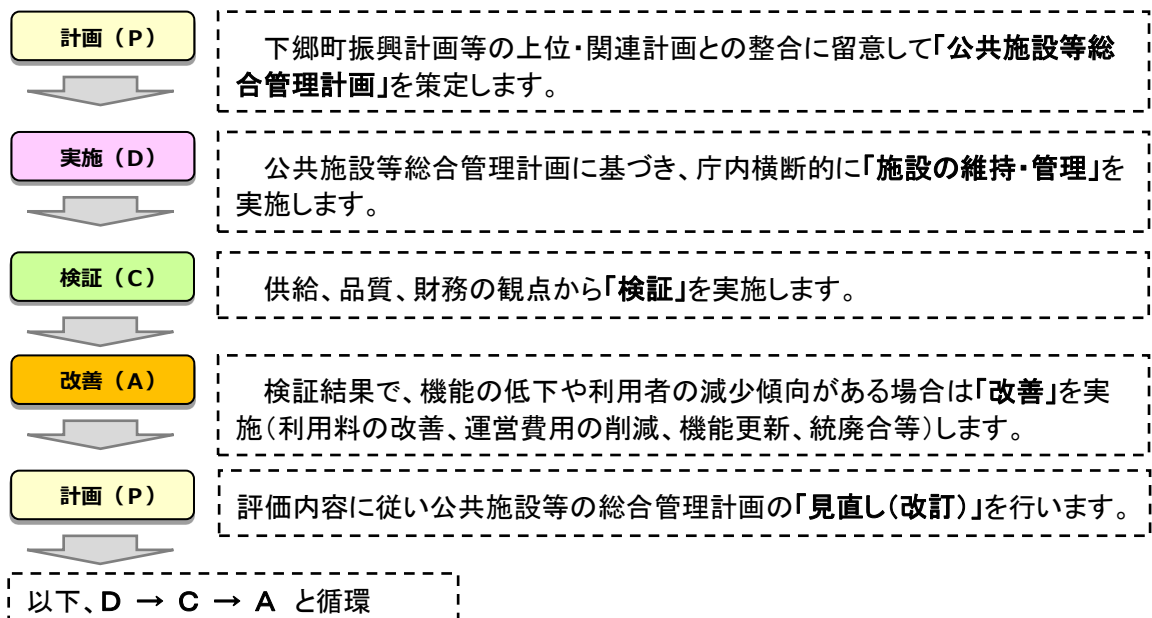 計画（P）
下郷町振興計画等の上位・関連計画との整合に留意して「公共施設等総
合管理計画」を策定します。
実施（D）
公共施設等総合管理計画に基づき、庁内横断的に「施設の維持・管理」を
実施します。
検証（C）
供給、品質、財務の観点から「検証」を実施します。
改善（A）
検証結果で、機能の低下や利用者の減少傾向がある場合は「改善」を実
施（利用料の改善、運営費用の削減、機能更新、統廃合等）します。
計画（P）
評価内容に従い公共施設等の総合管理計画の「見直し（改訂）」を行います。
以下、D → C → A と循環